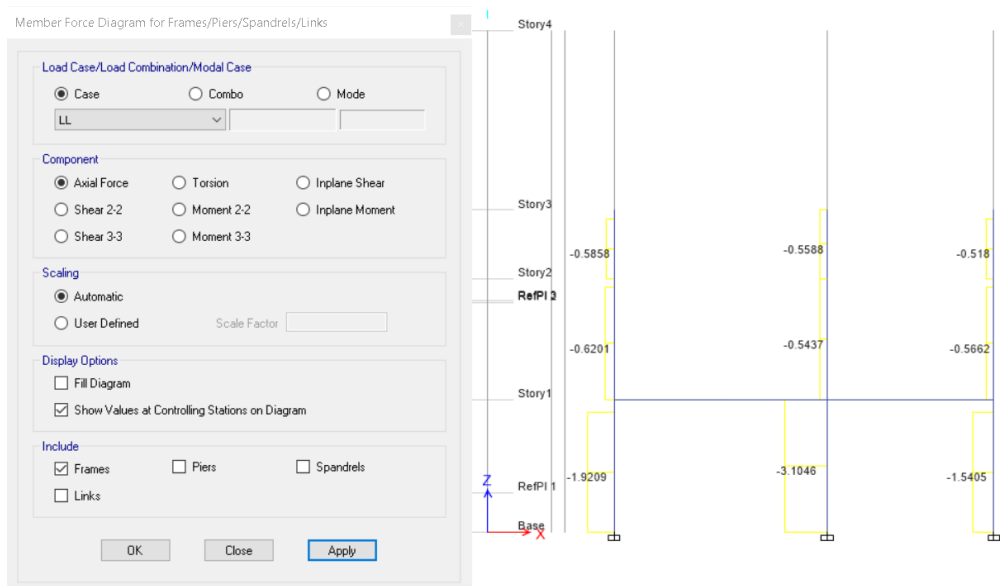 Member Force Diagram for Frames/Piers/Spandrels/Links
x
Load Case/Load Combination/Modal Case
Case
Combo
Mode
LL
Component
Axial Force
Torsion
Inplane Shear
Shear 2-2
Moment 2-2
Inplane Moment
Shear 3-3
Moment 3-3
Scaling
Automatic
User Defined
Scale Factor
Display Options
Fill Diagram
Show Values at Controlling Stations on Diagram
Include
Frames
Piers
Spandrels
Links
OK
Close
Apply
Story4
Story3
-0.5858
-0.5588
-0.518
Story2
-0.6201
-0.5437
-0.5662
Story1
-1.9209
-3.1046
-1.5405
Z
RefPl 1
Base
X